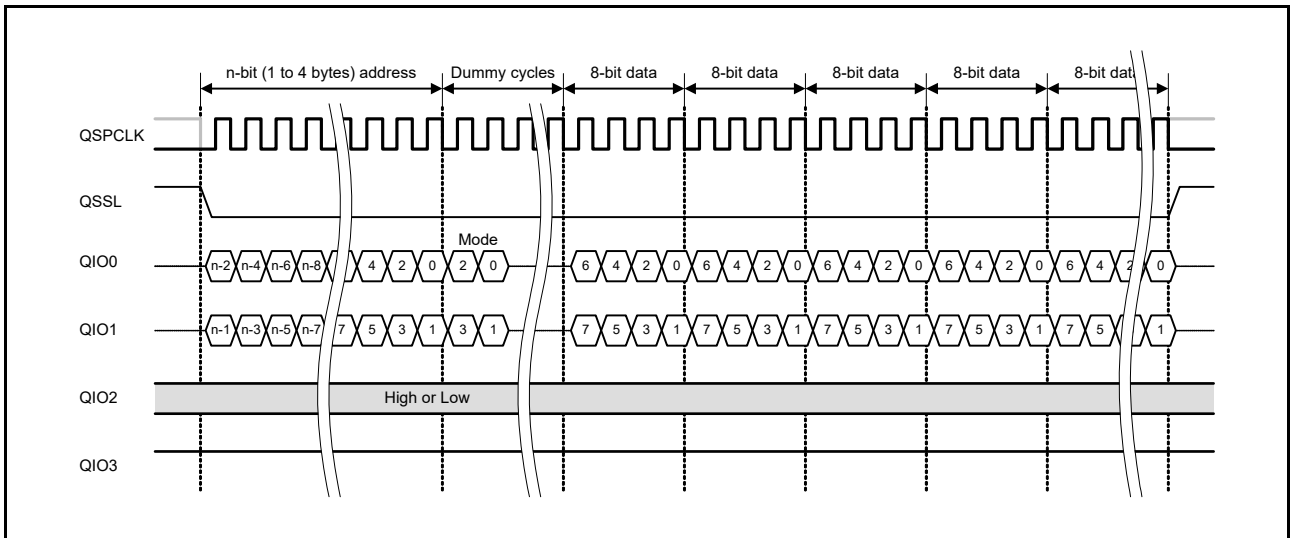 n-bit (1 to 4 bytes) address Dummy cycles 8-bit data 8-bit data 8-bit data 8-bit data 8-bit data
QSPCLK
QSSL
Mode
QIO0 n-2 n-4 n-6 n-8 4 2 0 2 0 6 4 2 0 6 4 2 0 6 4 2 0 6 4 2 0 6 4 2 0
QIO1 n-1 n-3 n-5 n-7 7 5 3 1 3 1 7 5 3 1 7 5 3 1 7 5 3 1 7 5 3 1 7 5 1
QIO2 High or Low
QIO3